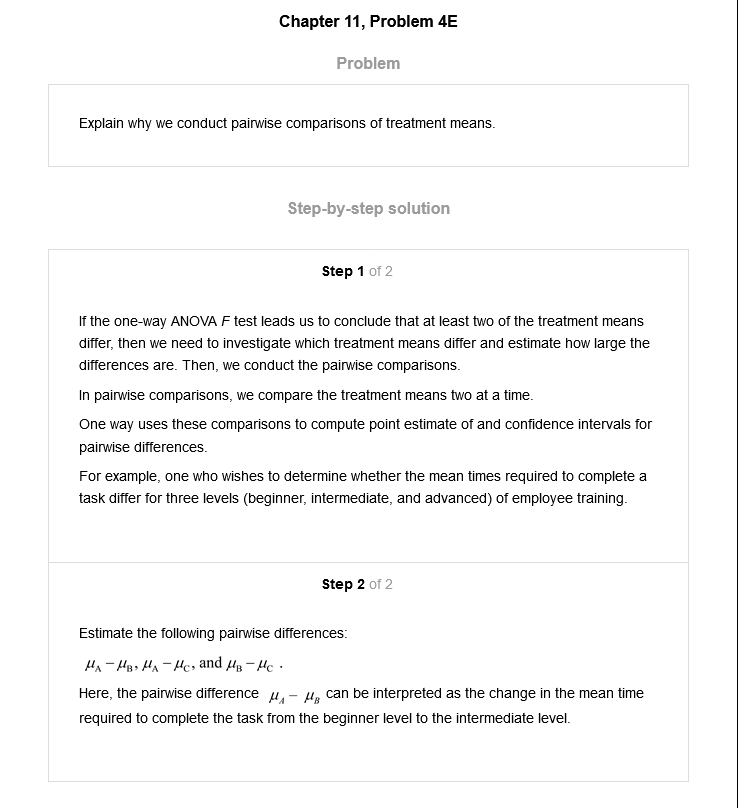 Chapter 11, Problem 4E
Problem
Explain why we conduct pairwise comparisons of treatment means.
Step-by-step solution
Step 1 of 2
If the one-way ANOVA F test leads us to conclude that at least two of the treatment means
differ, then we need to investigate which treatment means differ and estimate how large the
differences are. Then, we conduct the pairwise comparisons.
In pairwise comparisons, we compare the treatment means two at a time.
One way uses these comparisons to compute point estimate of and confidence intervals for
pairwise differences.
For example, one who wishes to determine whether the mean times required to complete a
task differ for three levels (beginner, intermediate, and advanced) of employee training.
Step 2 of 2
Estimate the following pairwise differences:
μA − μB, μA − μC, and μB − μC .
Here, the pairwise difference μA − μB can be interpreted as the change in the mean time
required to complete the task from the beginner level to the intermediate level.